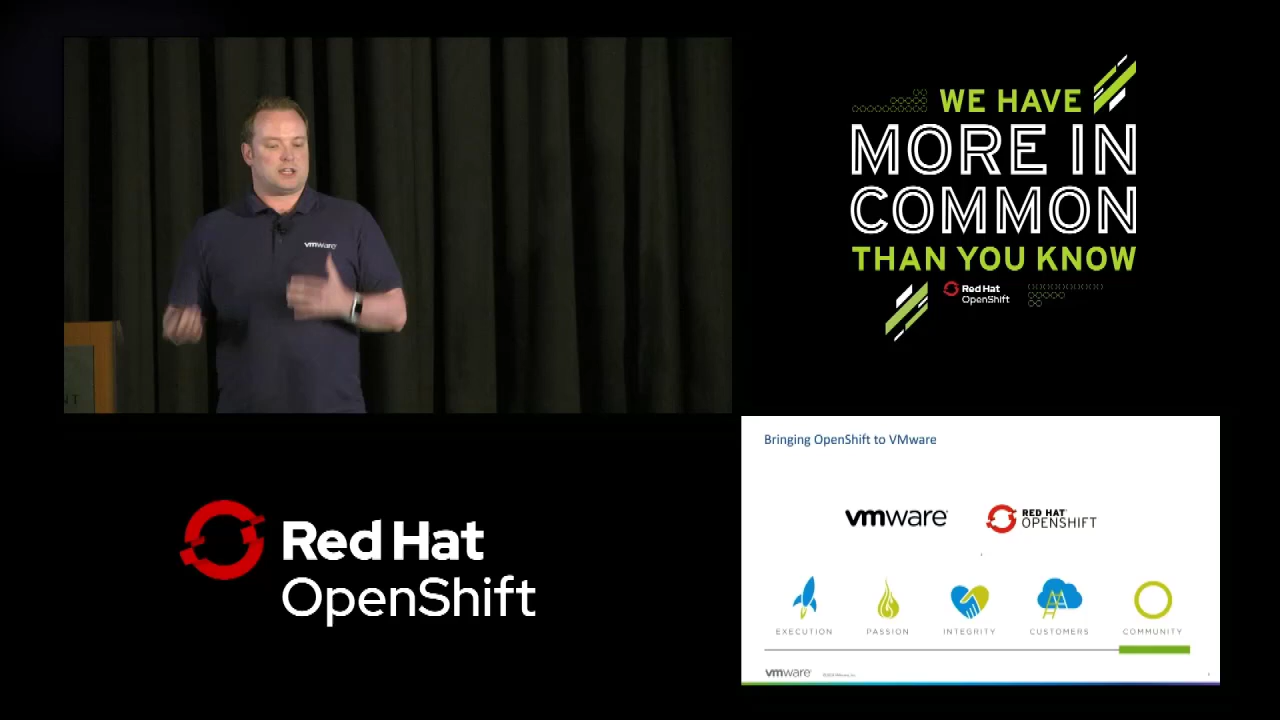 WE HAVE
MORE IN
COMMON
THAN YOU KNOW
Red Hat
OpenShift
vmware
NT
Red Hat
OpenShift
Bringing OpenShift to VMware
vmware
RED HAT
OPENSHIFT
EXECUTION
PASSION
INTEGRITY
CUSTOMERS
COMMUNITY
vmware